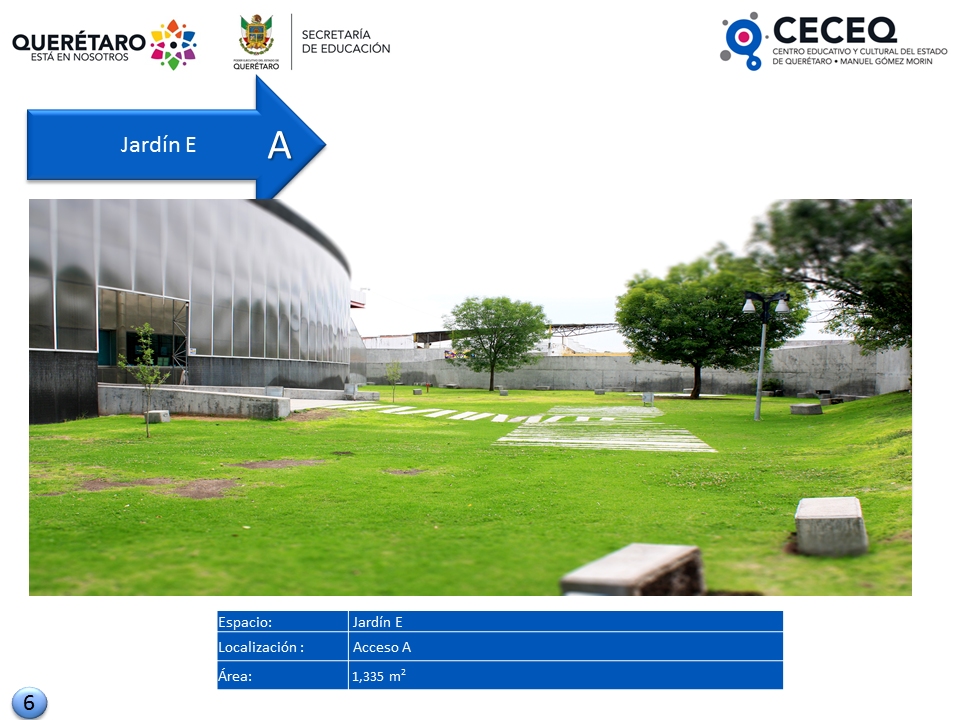 QUERÉTARO
ESTÁ EN NOSOTROS
PODER EJECUTIVO DEL ESTADO DE
QUERÉTARO
SECRETARÍA
DE EDUCACIÓN
CECEQ
CENTRO EDUCATIVO Y CULTURAL DEL ESTADO
DE QUERÉTARO • MANUEL GÓMEZ MORIN
Jardín E A
Espacio: Jardín E
Localización : Acceso A
Área: 1,335 m²
6